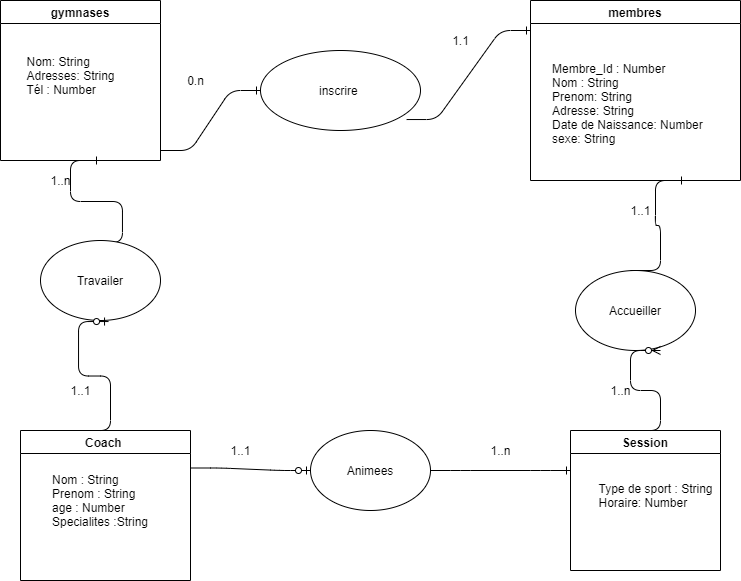 gymnases
Nom: String
Adresses: String
Tél : Number
0.n
inscrire
1.1
membres
Membre_Id : Number
Nom : String
Prenom: String
Adresse: String
Date de Naissance: Number
sexe: String
1..n
Travailer
1..1
1..1
Accueiller
1..n
Coach
Nom : String
Prenom : String
age : Number
Specialites :String
1..1
Animees
1..n
Session
Type de sport : String
Horaire: Number